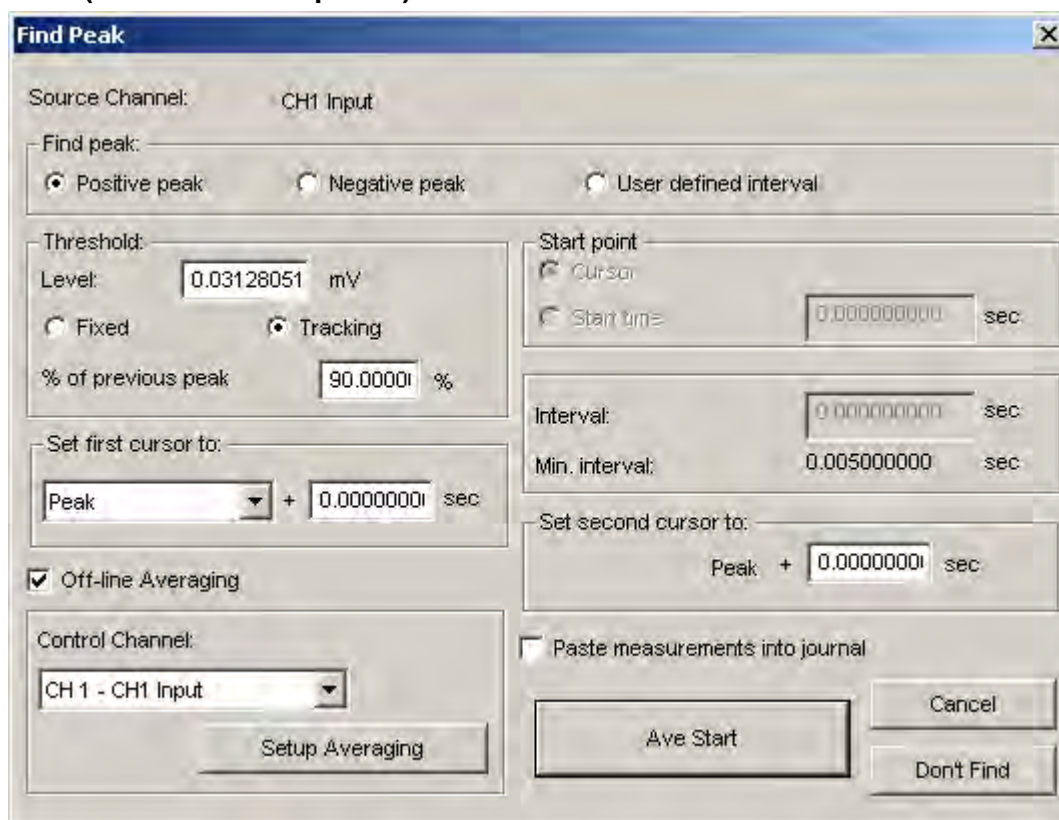 Find Peak
Source Channel: CH1 Input
Find peak:
Positive peak Negative peak User defined interval
Threshold:
Level: 0.03128051 mV
Fixed Tracking
% of previous peak 90.0000 %
Start point
Cursor
Start time 0.000000000 sec
Interval: 0.000000000 sec
Min. interval: 0.005000000 sec
Set first cursor to:
Peak + 0.0000000 sec
Set second cursor to:
Peak + 0.0000000 sec
Off-line Averaging
Control Channel:
CH 1 - CH1 Input
Setup Averaging
Paste measurements into journal
Ave Start
Cancel
Don't Find